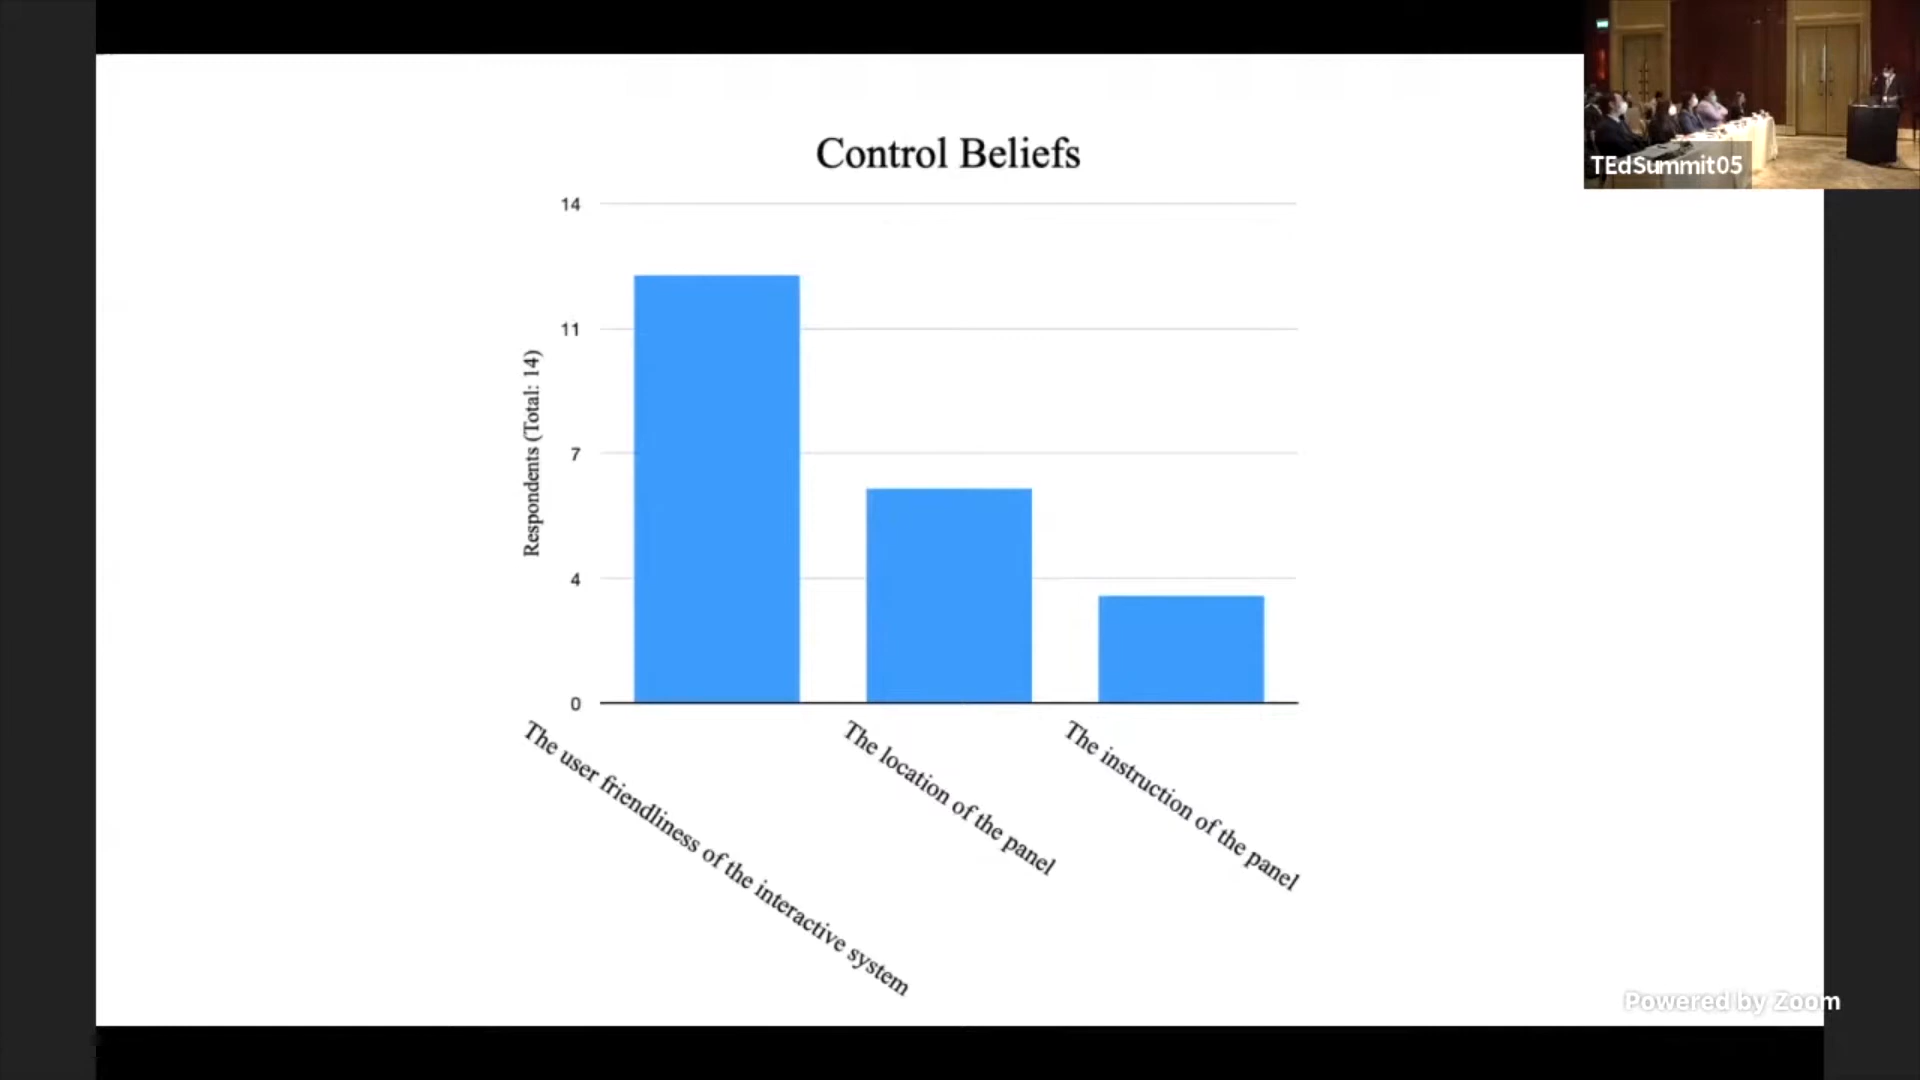 Control Beliefs
TEdSummit05
14
11
7
4
0
Respondents (Total: 14)
The user friendliness of the interactive system
The location of the panel
The instruction of the panel
Powered by Zoom